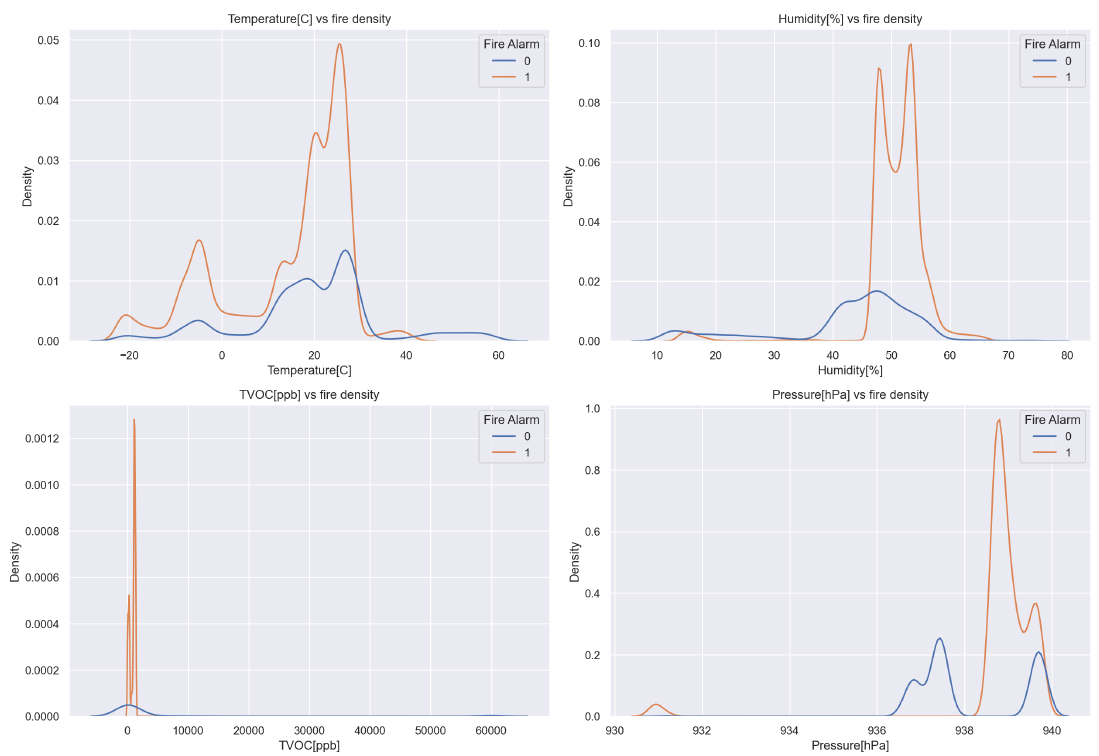 Temperature[C] vs fire density
Fire Alarm
0
1
0.05
0.04
0.03
0.02
0.01
0.00
Density
−20 0 20 40 60
Temperature[C]
Humidity[%] vs fire density
Fire Alarm
0
1
0.10
0.08
0.06
0.04
0.02
0.00
Density
10 20 30 40 50 60 70 80
Humidity[%]
TVOC[ppb] vs fire density
Fire Alarm
0
1
0.0012
0.0010
0.0008
0.0006
0.0004
0.0002
0.0000
Density
0 10000 20000 30000 40000 50000 60000
TVOC[ppb]
Pressure[hPa] vs fire density
Fire Alarm
0
1
1.0
0.8
0.6
0.4
0.2
0.0
Density
930 932 934 936 938 940
Pressure[hPa]